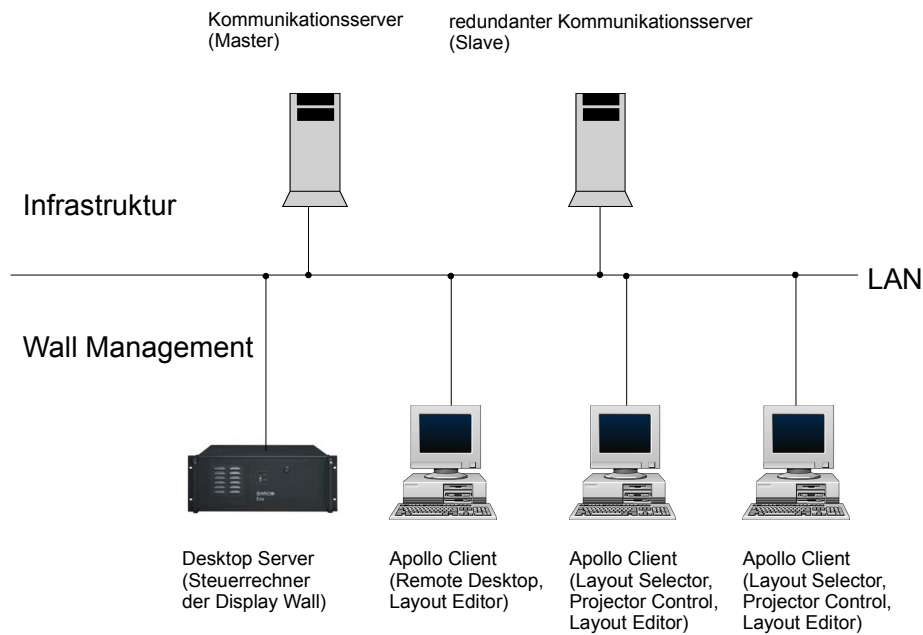 Kommunikationsserver
(Master)
redundanter Kommunikationsserver
(Slave)
Infrastruktur
LAN
Wall Management
BARCO
Desktop Server
(Steuerrechner
der Display Wall)
Apollo Client
(Remote Desktop,
Layout Editor)
Apollo Client
(Layout Selector,
Projector Control,
Layout Editor)
Apollo Client
(Layout Selector,
Projector Control,
Layout Editor)